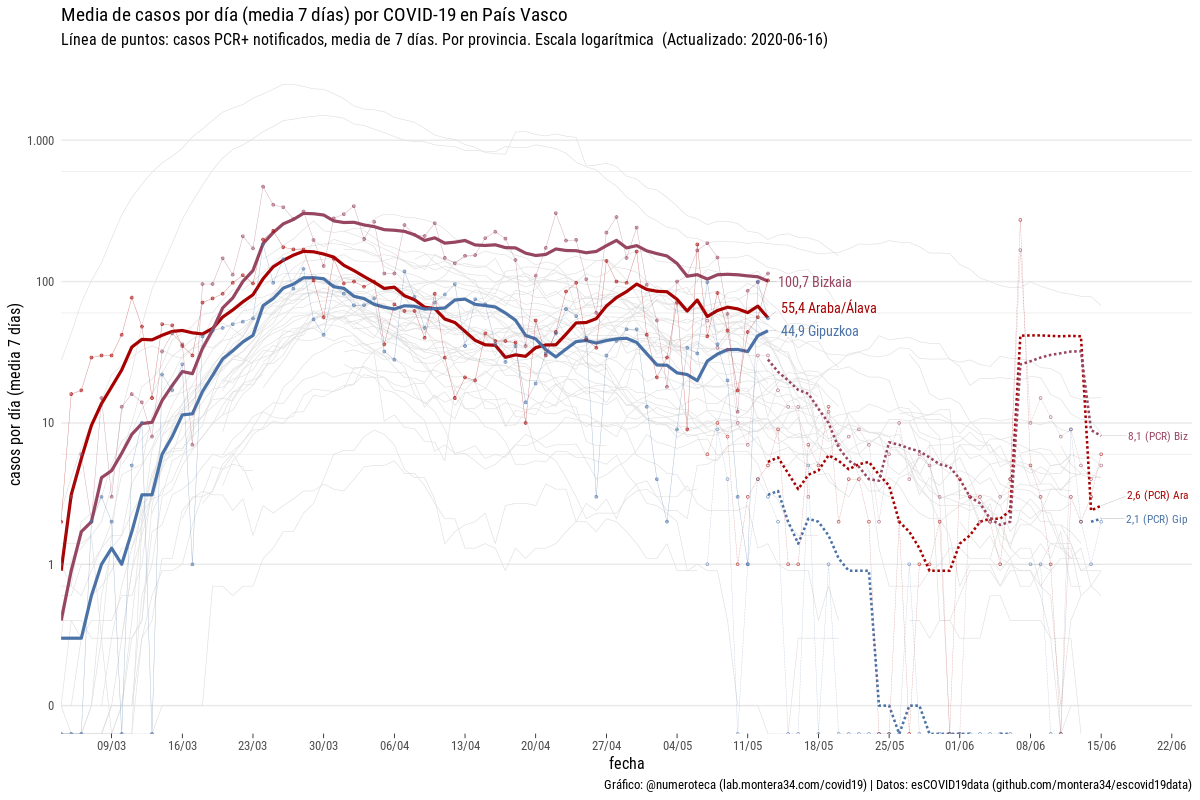 Media de casos por día (media 7 días) por COVID-19 en País Vasco
Línea de puntos: casos PCR+ notificados, media de 7 días. Por provincia. Escala logarítmica (Actualizado: 2020-06-16)
casos por día (media 7 días)
1.000
100
10
1
0
100,7 Bizkaia
55,4 Araba/Álava
44,9 Gipuzkoa
8,1 (PCR) Biz
2,6 (PCR) Ara
2,1 (PCR) Gip
09/03 16/03 23/03 30/03 06/04 13/04 20/04 27/04 04/05 11/05 18/05 25/05 01/06 08/06 15/06 22/06
fecha
Gráfico: @numeroteca (lab.montera34.com/covid19) | Datos: esCOVID19data (github.com/montera34/escovid19data)